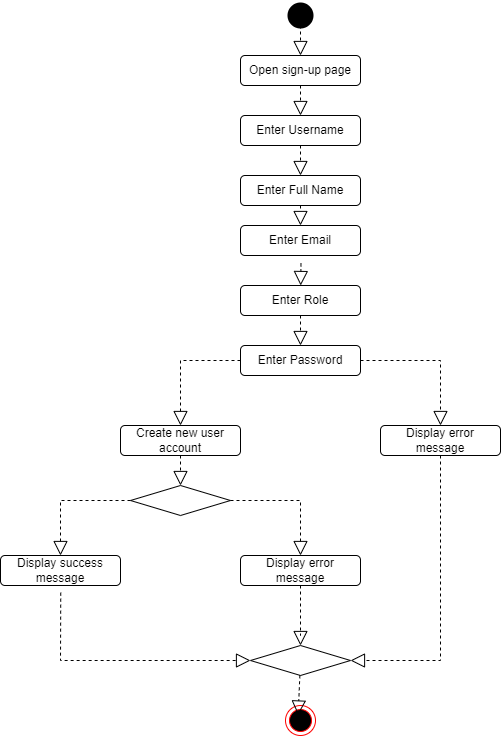 Open sign-up page
Enter Username
Enter Full Name
Enter Email
Enter Role
Enter Password
Create new user
account
Display error
message
Display success
message
Display error
message